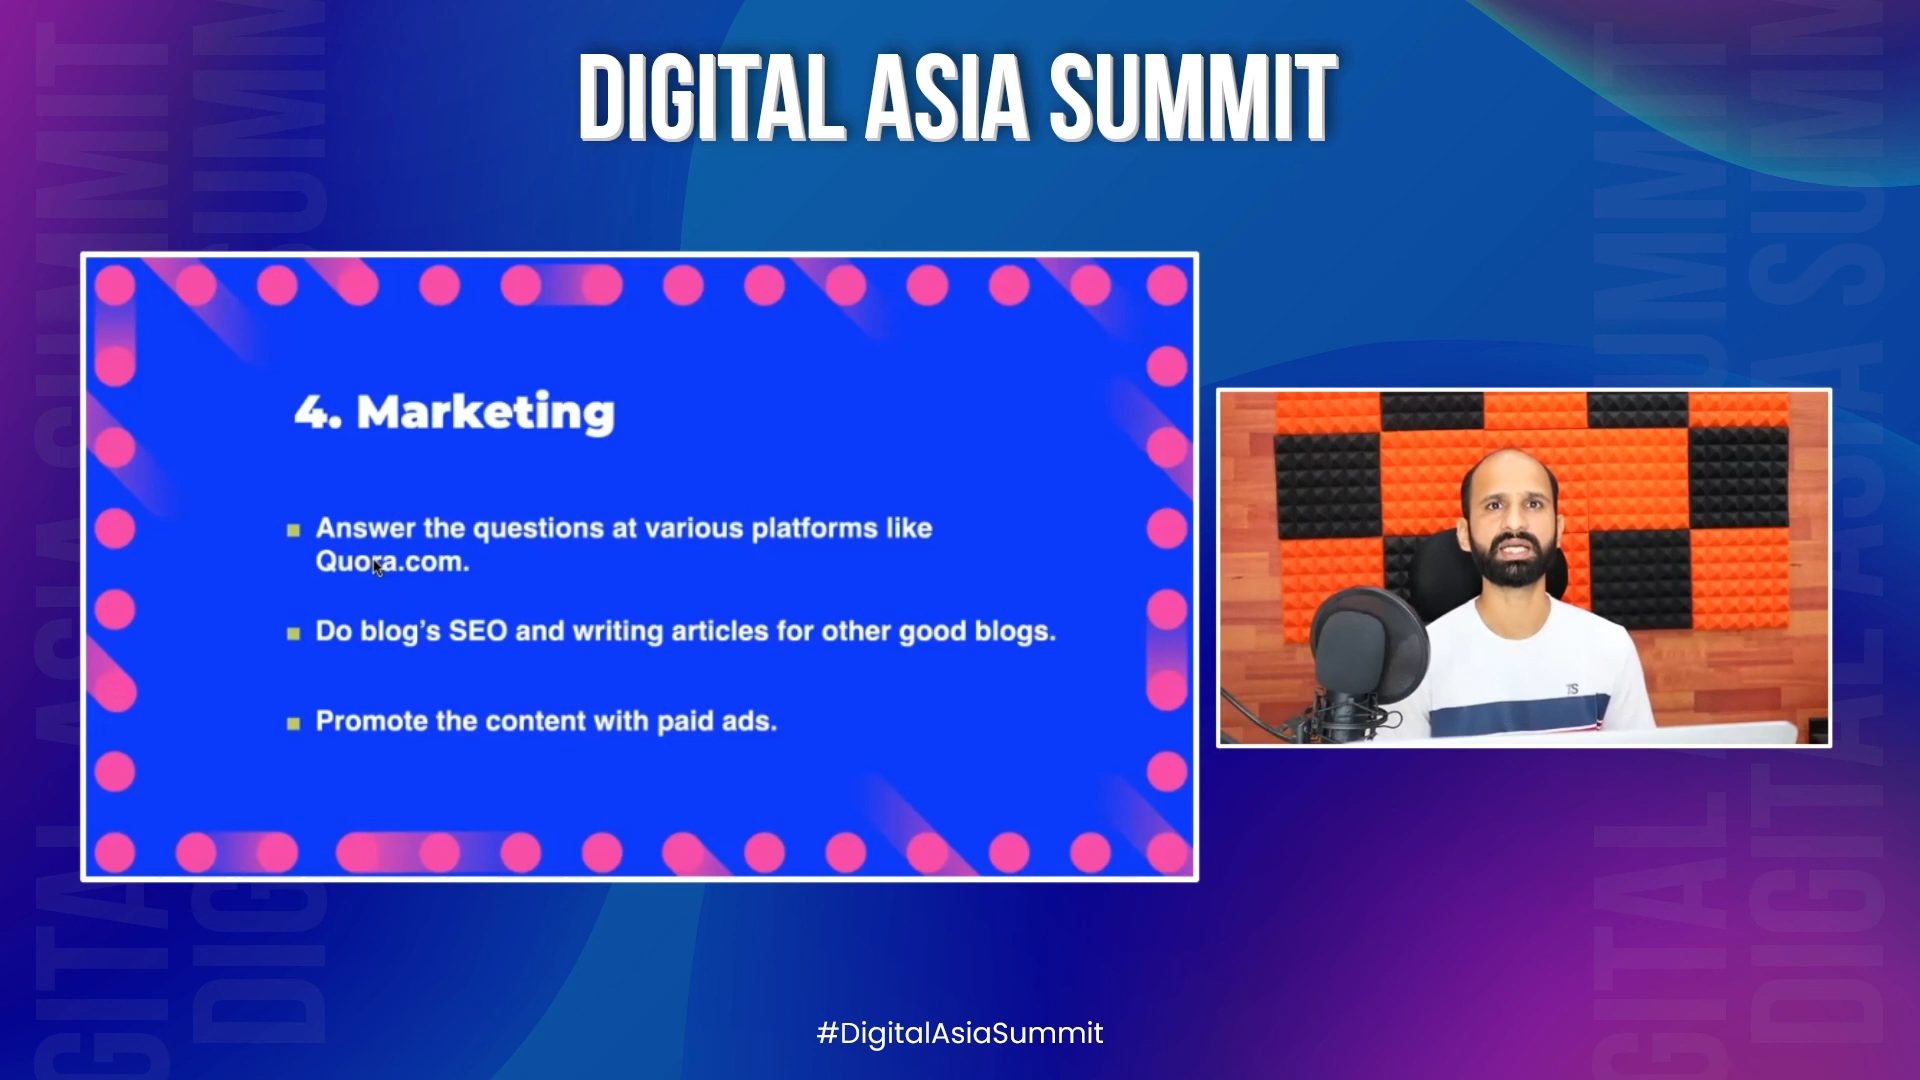 DIGITAL ASIA SUMMIT
4. Marketing
Answer the questions at various platforms like
Quora.com.
Do blog's SEO and writing articles for other good blogs.
Promote the content with paid ads.
TS
#DigitalAsiaSummit